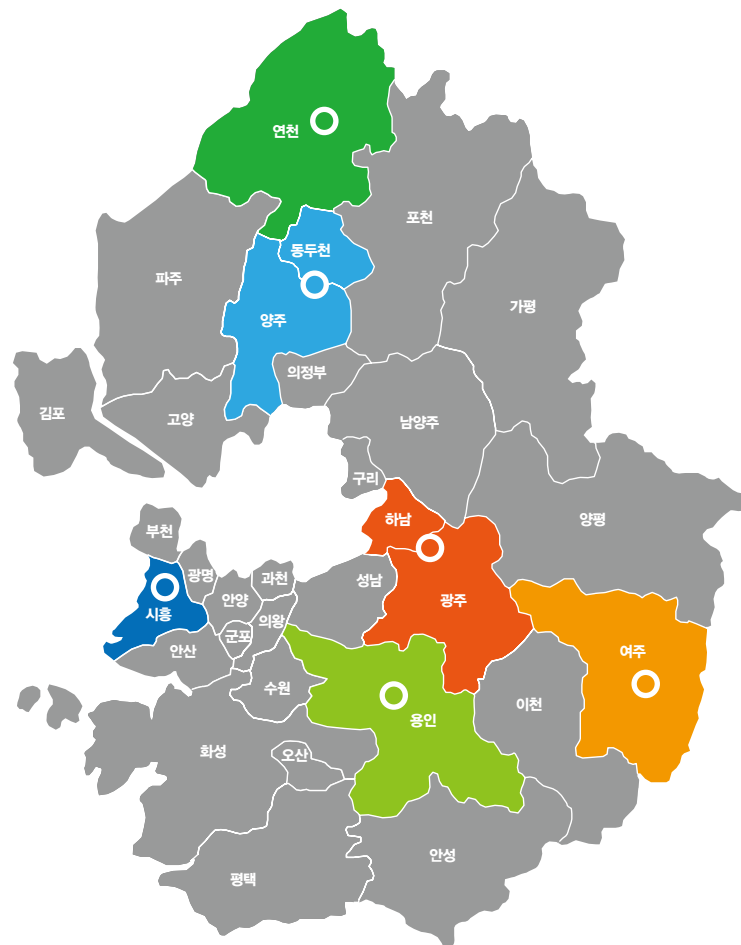 연천
포천
동두천
파주
가평
양주
의정부
김포
고양
남양주
구리
하남
양평
부천
광명
과천
성남
시흥
안양
광주
의왕
군포
안산
여주
수원
이천
용인
화성
오산
안성
평택